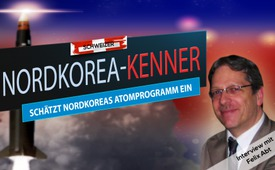 SCHWEIZER
NORDKOREA-KENNER
SCHÄTZT NORDKOREAS ATOMPROGRAMM EIN
Interview mit
Felix Abt